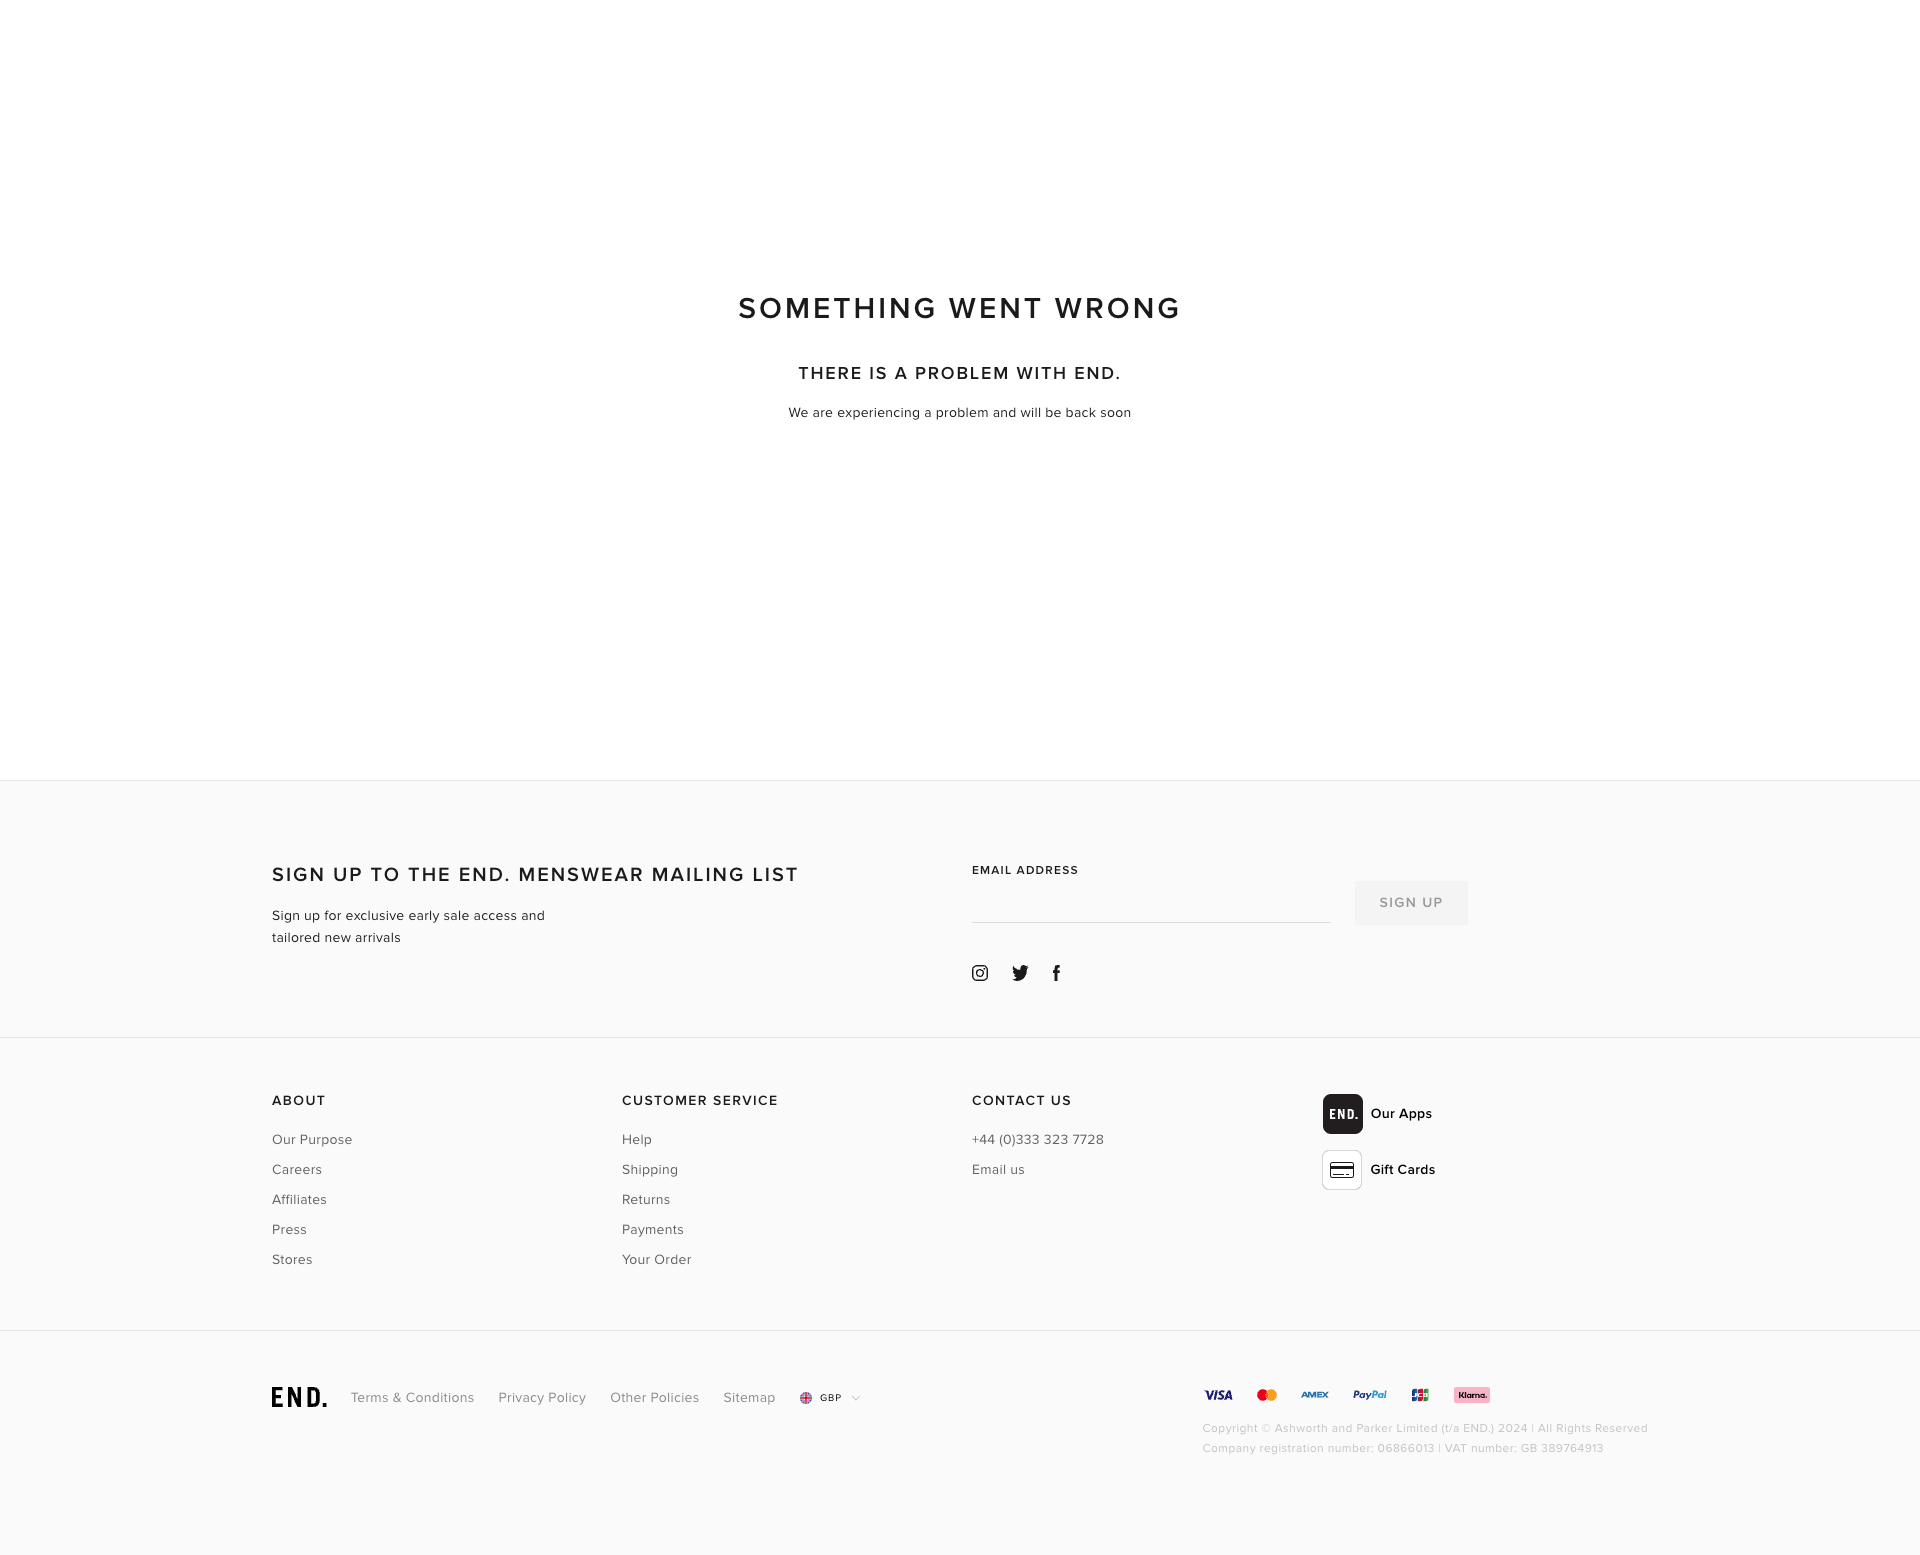 SOMETHING WENT WRONG
THERE IS A PROBLEM WITH END.
We are experiencing a problem and will be back soon
SIGN UP TO THE END. MENSWEAR MAILING LIST
Sign up for exclusive early sale access and
tailored new arrivals
EMAIL ADDRESS
SIGN UP
ABOUT
Our Purpose
Careers
Affiliates
Press
Stores
CUSTOMER SERVICE
Help
Shipping
Returns
Payments
Your Order
CONTACT US
+44 (0)333 323 7728
Email us
END. Our Apps
Gift Cards
END. Terms & Conditions Privacy Policy Other Policies Sitemap GBP
VISA AMEX PayPal JCB Klarna.
Copyright © Ashworth and Parker Limited (t/a END.) 2024 | All Rights Reserved
Company registration number: 06866013 | VAT number: GB 389764913